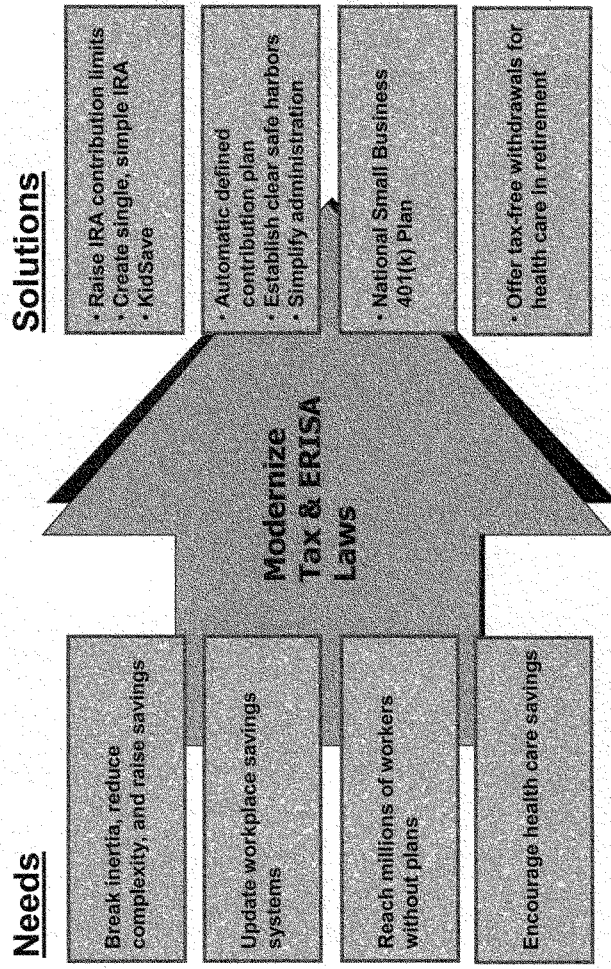 Needs
Break inertia, reduce
complexity, and raise savings
Update workplace savings
systems
Reach millions of workers
without plans
Encourage health care savings
Modernize
Tax & ERISA
Laws
Solutions
• Raise IRA contribution limits
• Create single, simple IRA
• KidSave
• Automatic defined
contribution plan
• Establish clear safe harbors
• Simplify administration
• National Small Business
401(k) Plan
• Offer tax-free withdrawals for
health care in retirement